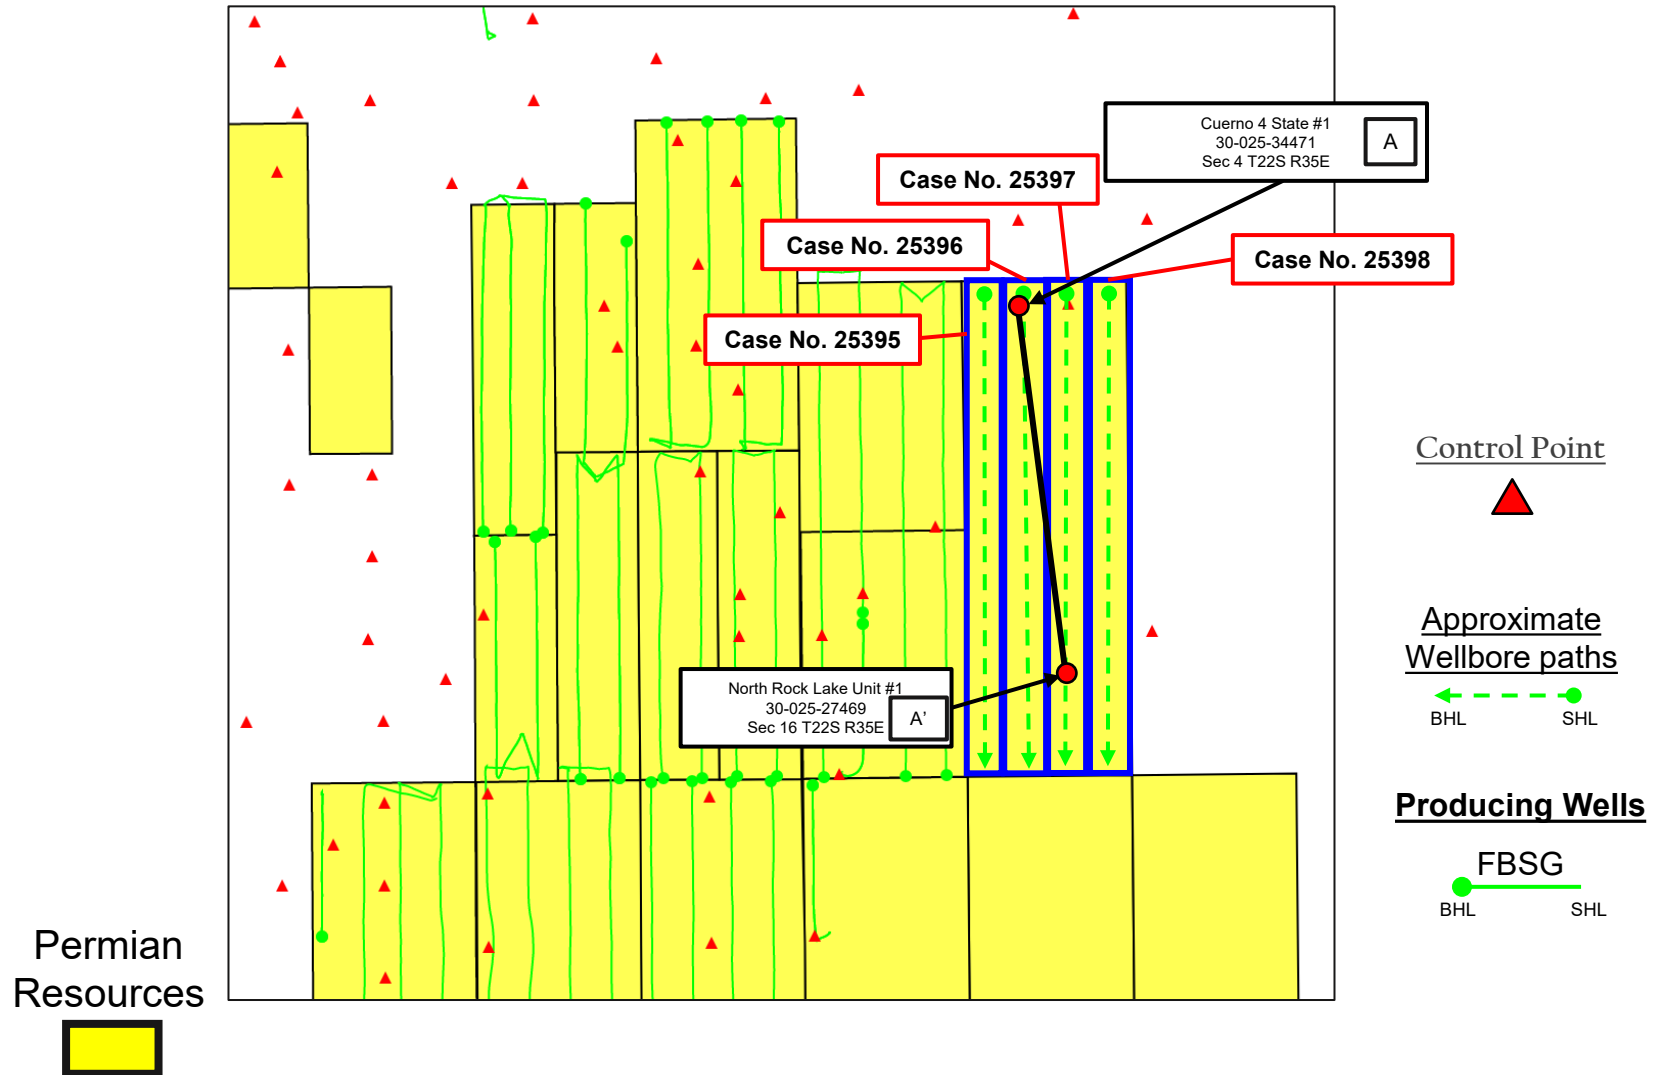 Cuerno 4 State #1
30-025-34471
Sec 4 T22S R35E
A
Case No. 25397
Case No. 25396
Case No. 25398
Case No. 25395
Control Point
Approximate
Wellbore paths
BHL
SHL
North Rock Lake Unit #1
30-025-27469
Sec 16 T22S R35E
A’
Producing Wells
FBSG
BHL
SHL
Permian
Resources